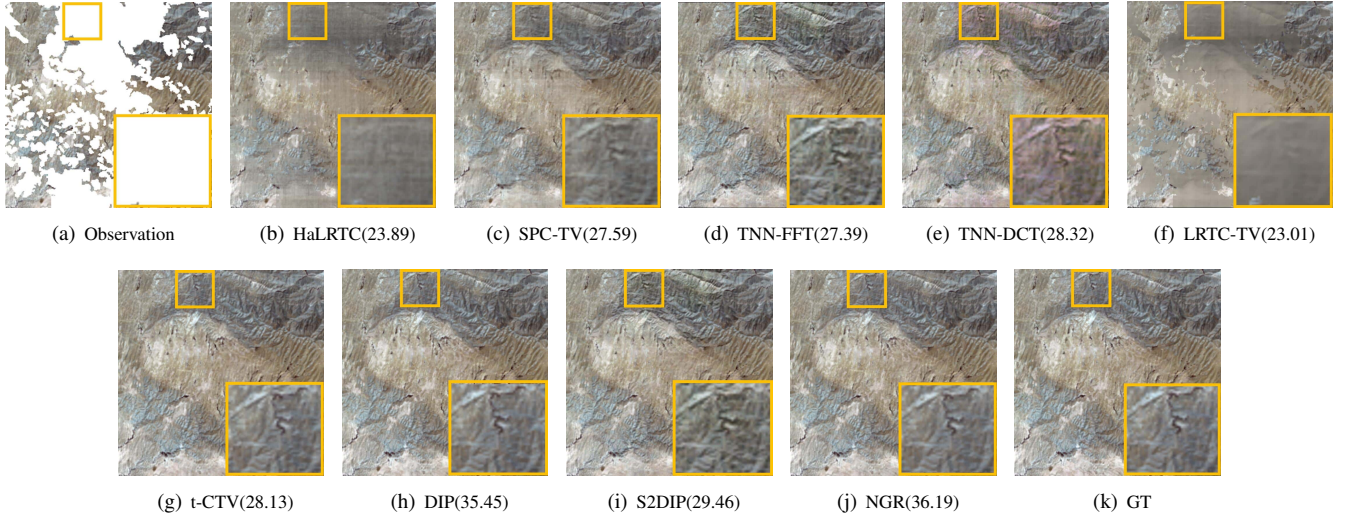 (a) Observation
(b) HaLRTC(23.89)
(c) SPC-TV(27.59)
(d) TNN-FFT(27.39)
(e) TNN-DCT(28.32)
(f) LRTC-TV(23.01)
(g) t-CTV(28.13)
(h) DIP(35.45)
(i) S2DIP(29.46)
(j) NGR(36.19)
(k) GT